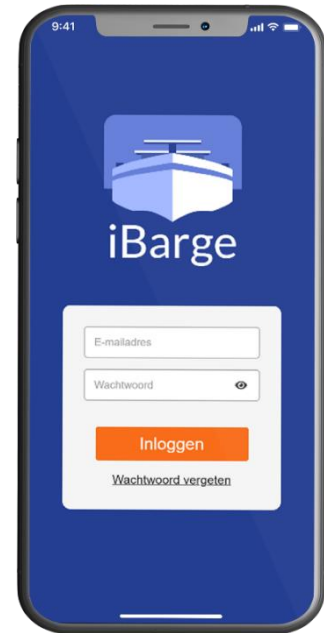 9:41
iBarge
E-mailadres
Wachtwoord
Inloggen
Wachtwoord vergeten